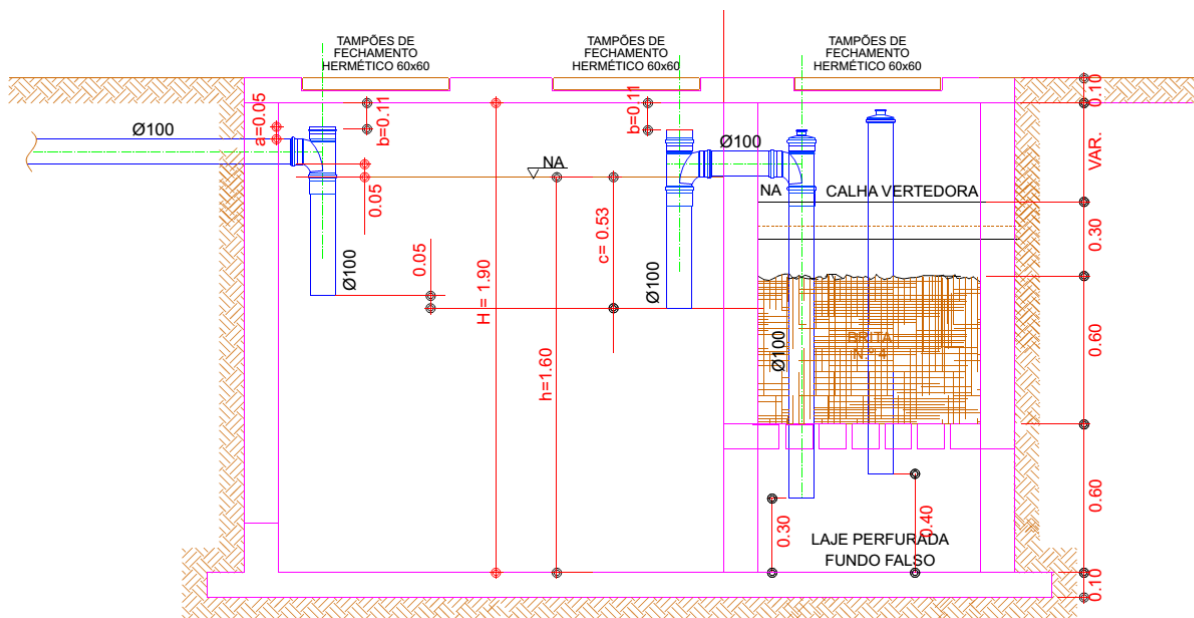 TAMPÕES DE
FECHAMENTO
HERMÉTICO 60x60
TAMPÕES DE
FECHAMENTO
HERMÉTICO 60x60
TAMPÕES DE
FECHAMENTO
HERMÉTICO 60x60
a=0.05
Ø100
b=0.11
0.05
Ø100
0.05
H = 1.90
NA
h=1.60
c= 0.53
b=0.11
Ø100
Ø100
NA
CALHA VERTEDORA
Ø100
BRITA
N.º 4
0.30
0.40
LAJE PERFURADA
FUNDO FALSO
0.10
VAR.
0.30
0.60
0.60
0.10